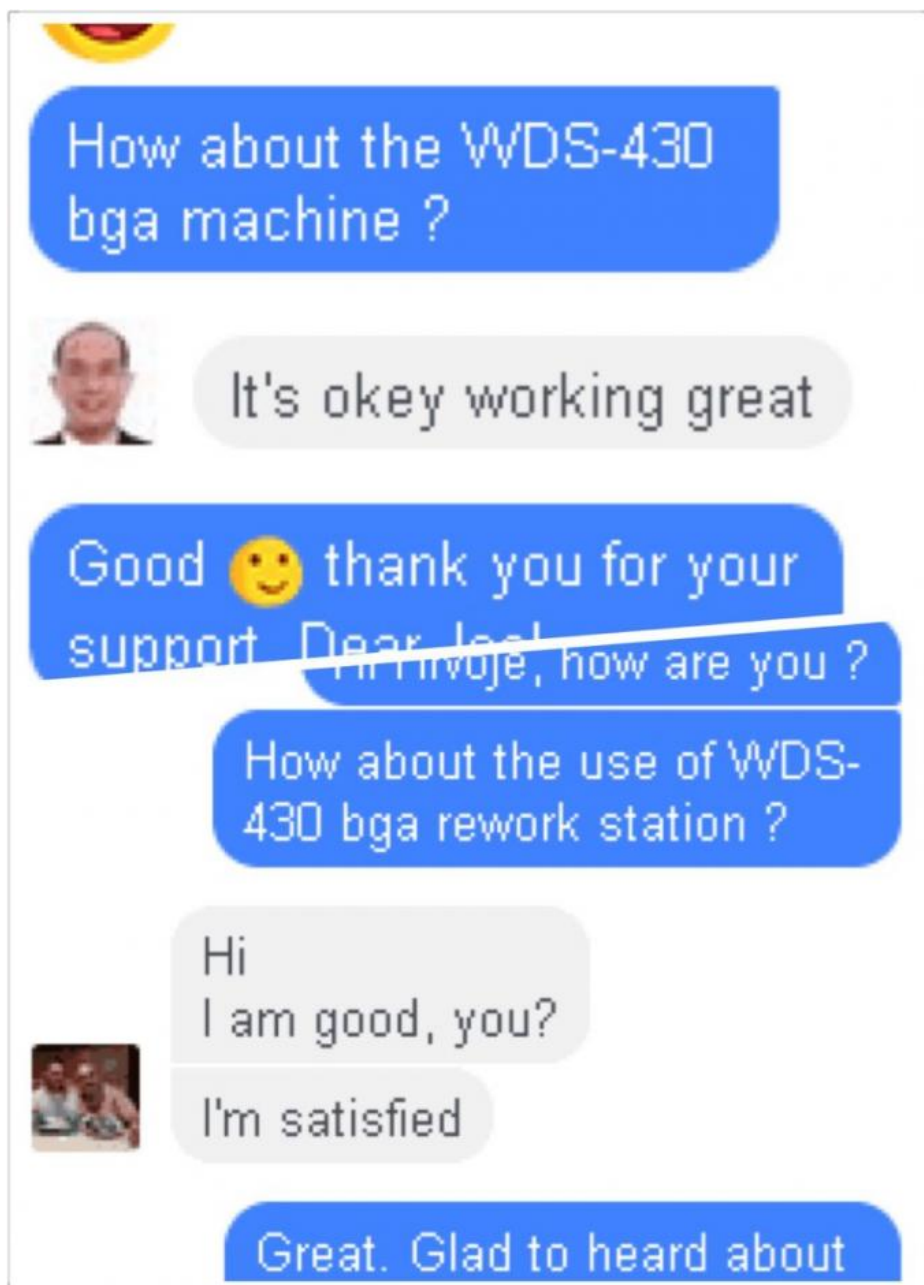 How about the WDS-430
bga machine ?
It's okey working great
Good thank you for your
support Dear
how are you ?
How about the use of WDS-
430 bga rework station ?
Hi
I am good, you?
I'm satisfied
Great. Glad to heard about